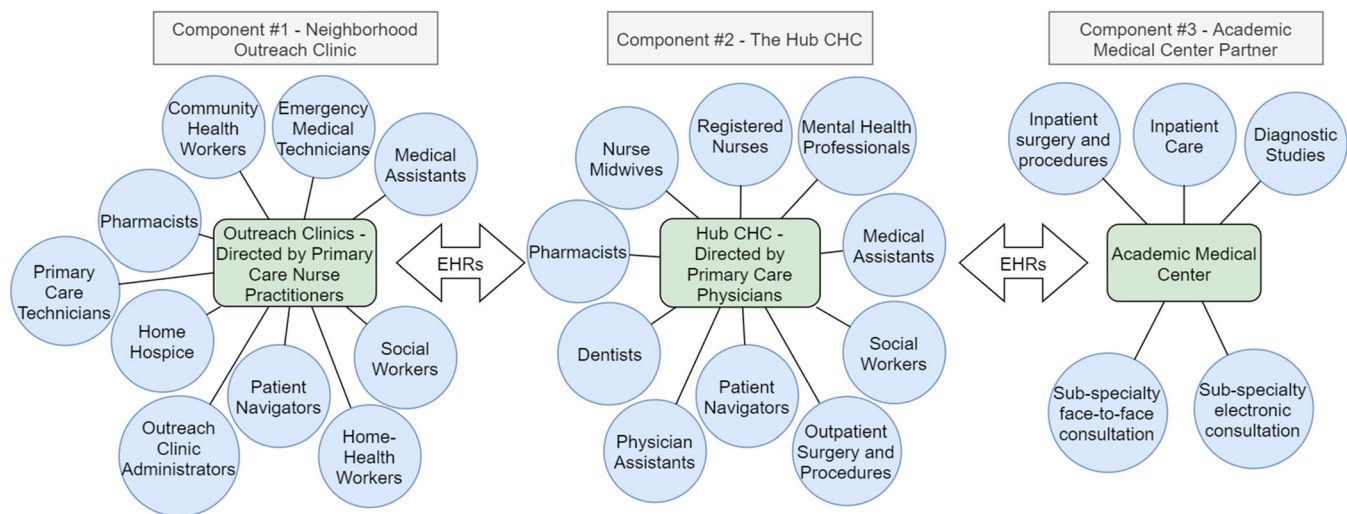 Component #1 - Neighborhood
Outreach Clinic
Component #2 - The Hub CHC
Component #3 - Academic
Medical Center Partner
Community
Health
Workers
Emergency
Medical
Technicians
Medical
Assistants
Pharmacists
Outreach Clinics -
Directed by Primary
Care Nurse
Practitioners
Primary
Care
Technicians
Home
Hospice
Social
Workers
Patient
Navigators
Outreach
Clinic
Administrators
Home-
Health
Workers
EHRs
Nurse
Midwives
Registered
Nurses
Mental Health
Professionals
Pharmacists
Hub CHC -
Directed by
Primary Care
Physicians
Medical
Assistants
Dentists
Social
Workers
Patient
Navigators
Physician
Assistants
Outpatient
Surgery and
Procedures
EHRs
Inpatient
surgery and
procedures
Inpatient
Care
Diagnostic
Studies
Academic Medical
Center
Sub-specialty
face-to-face
consultation
Sub-specialty
electronic
consultation